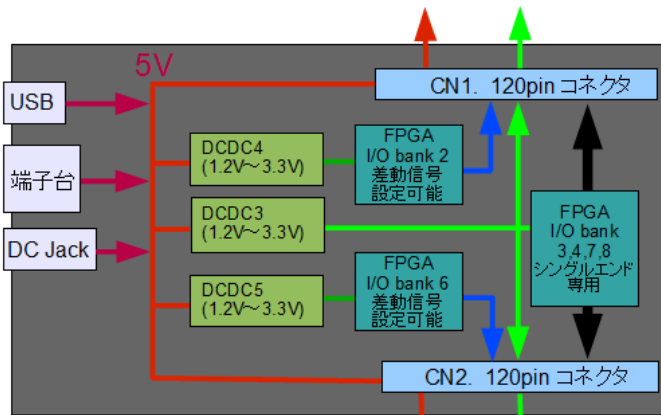 5V
CN1. 120pin コネクタ
USB
端子台
DC Jack
DCDC4
(1.2V～3.3V)
FPGA
I/O bank 2
差動信号
設定可能
DCDC3
(1.2V～3.3V)
FPGA
I/O bank
3,4,7,8
シングルエンド
専用
DCDC5
(1.2V～3.3V)
FPGA
I/O bank 6
差動信号
設定可能
CN2. 120pin コネクタ